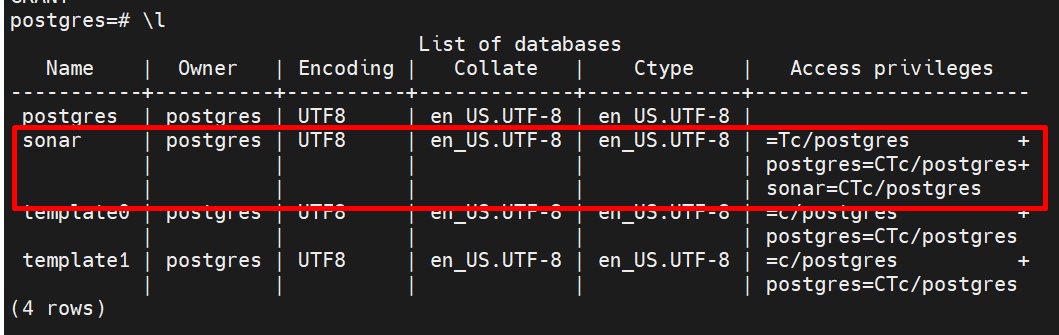 GRANT
postgres=# \l
                                  List of databases
   Name    |  Owner   | Encoding |   Collate   |    Ctype    |   Access privileges
-----------+----------+----------+-------------+-------------+-----------------------
 postgres  | postgres | UTF8     | en_US.UTF-8 | en_US.UTF-8 |
 sonar     | postgres | UTF8     | en_US.UTF-8 | en_US.UTF-8 | =Tc/postgres         +
           |          |          |             |             | postgres=CTc/postgres+
           |          |          |             |             | sonar=CTc/postgres
 template0 | postgres | UTF8     | en_US.UTF-8 | en_US.UTF-8 | =c/postgres          +
           |          |          |             |             | postgres=CTc/postgres
 template1 | postgres | UTF8     | en_US.UTF-8 | en_US.UTF-8 | =c/postgres          +
           |          |          |             |             | postgres=CTc/postgres
(4 rows)